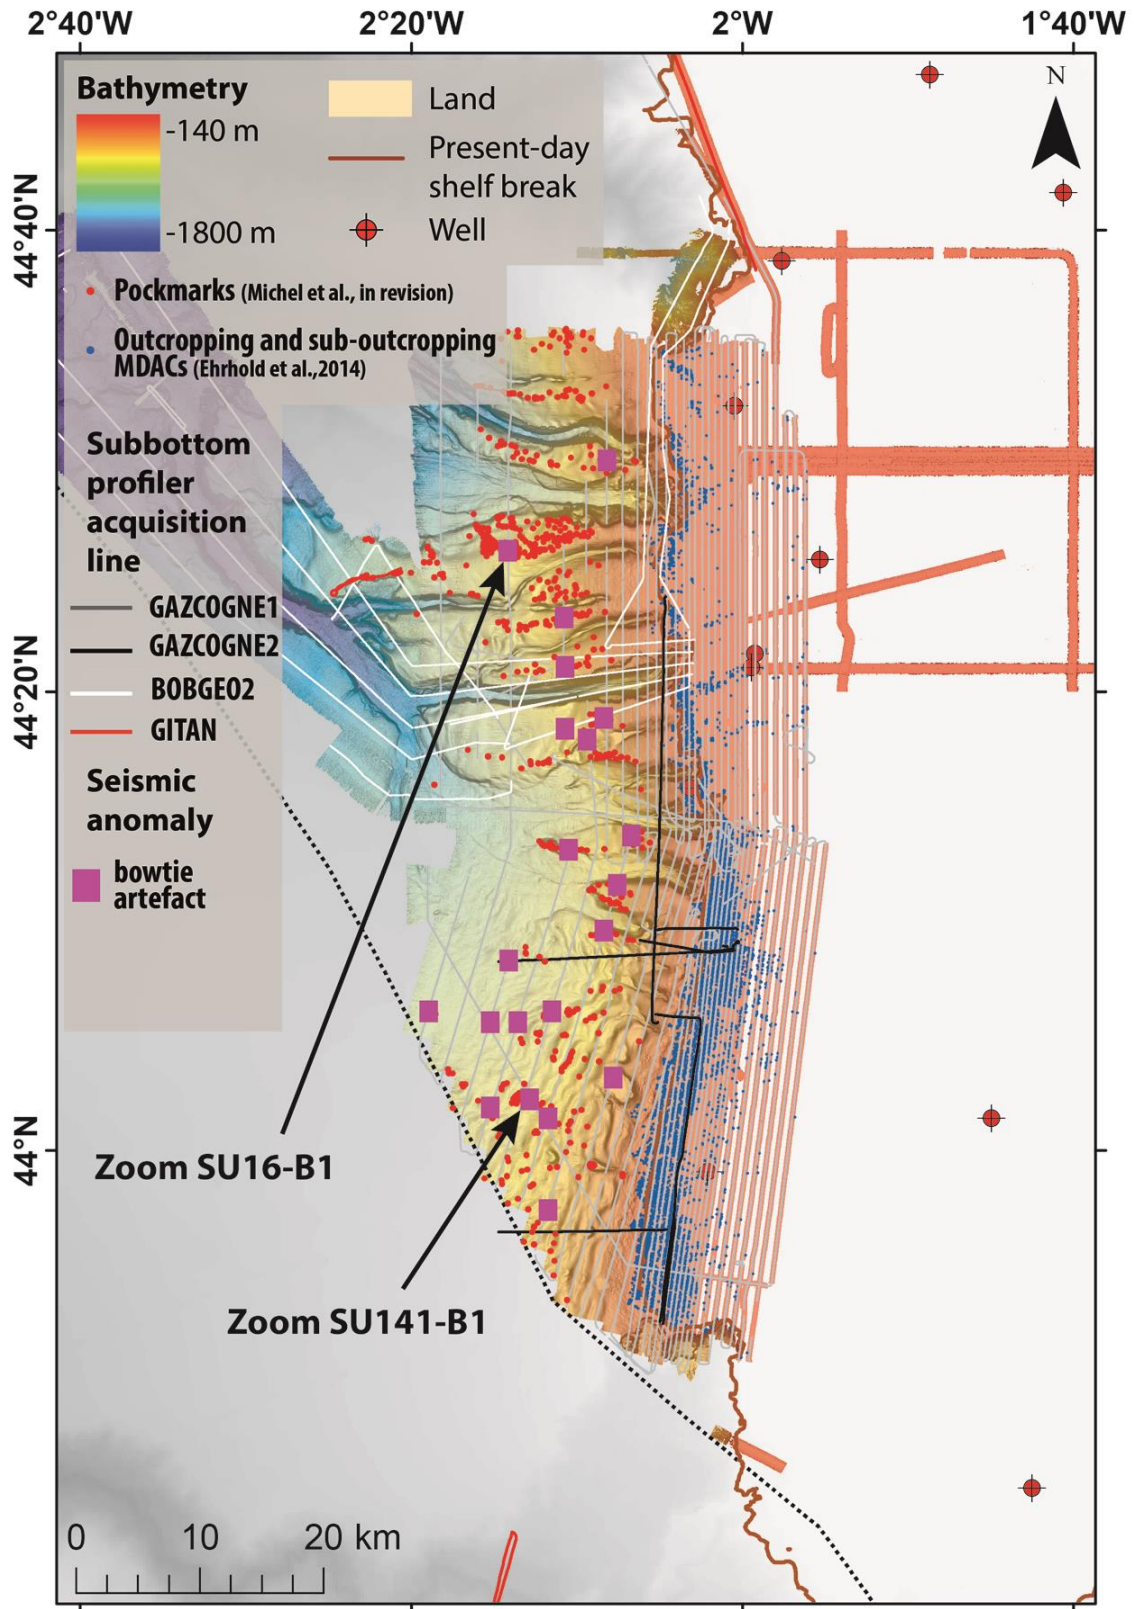 2°40'W 2°20'W 2°W 1°40'W
Bathymetry
-140 m
-1800 m
Land
Present-day
shelf break
Well
N
44°40'N
Pockmarks (Michel et al., in revision)
Outcropping and sub-outcropping
MDACs (Ehrhold et al.,2014)
Subbottom
profiler
acquisition
line
GAZCOGNE1
GAZCOGNE2
BOBGEO2
GITAN
44°20'N
Seismic
anomaly
bowtie
artefact
44°N
Zoom SU16-B1
Zoom SU141-B1
0 10 20 km